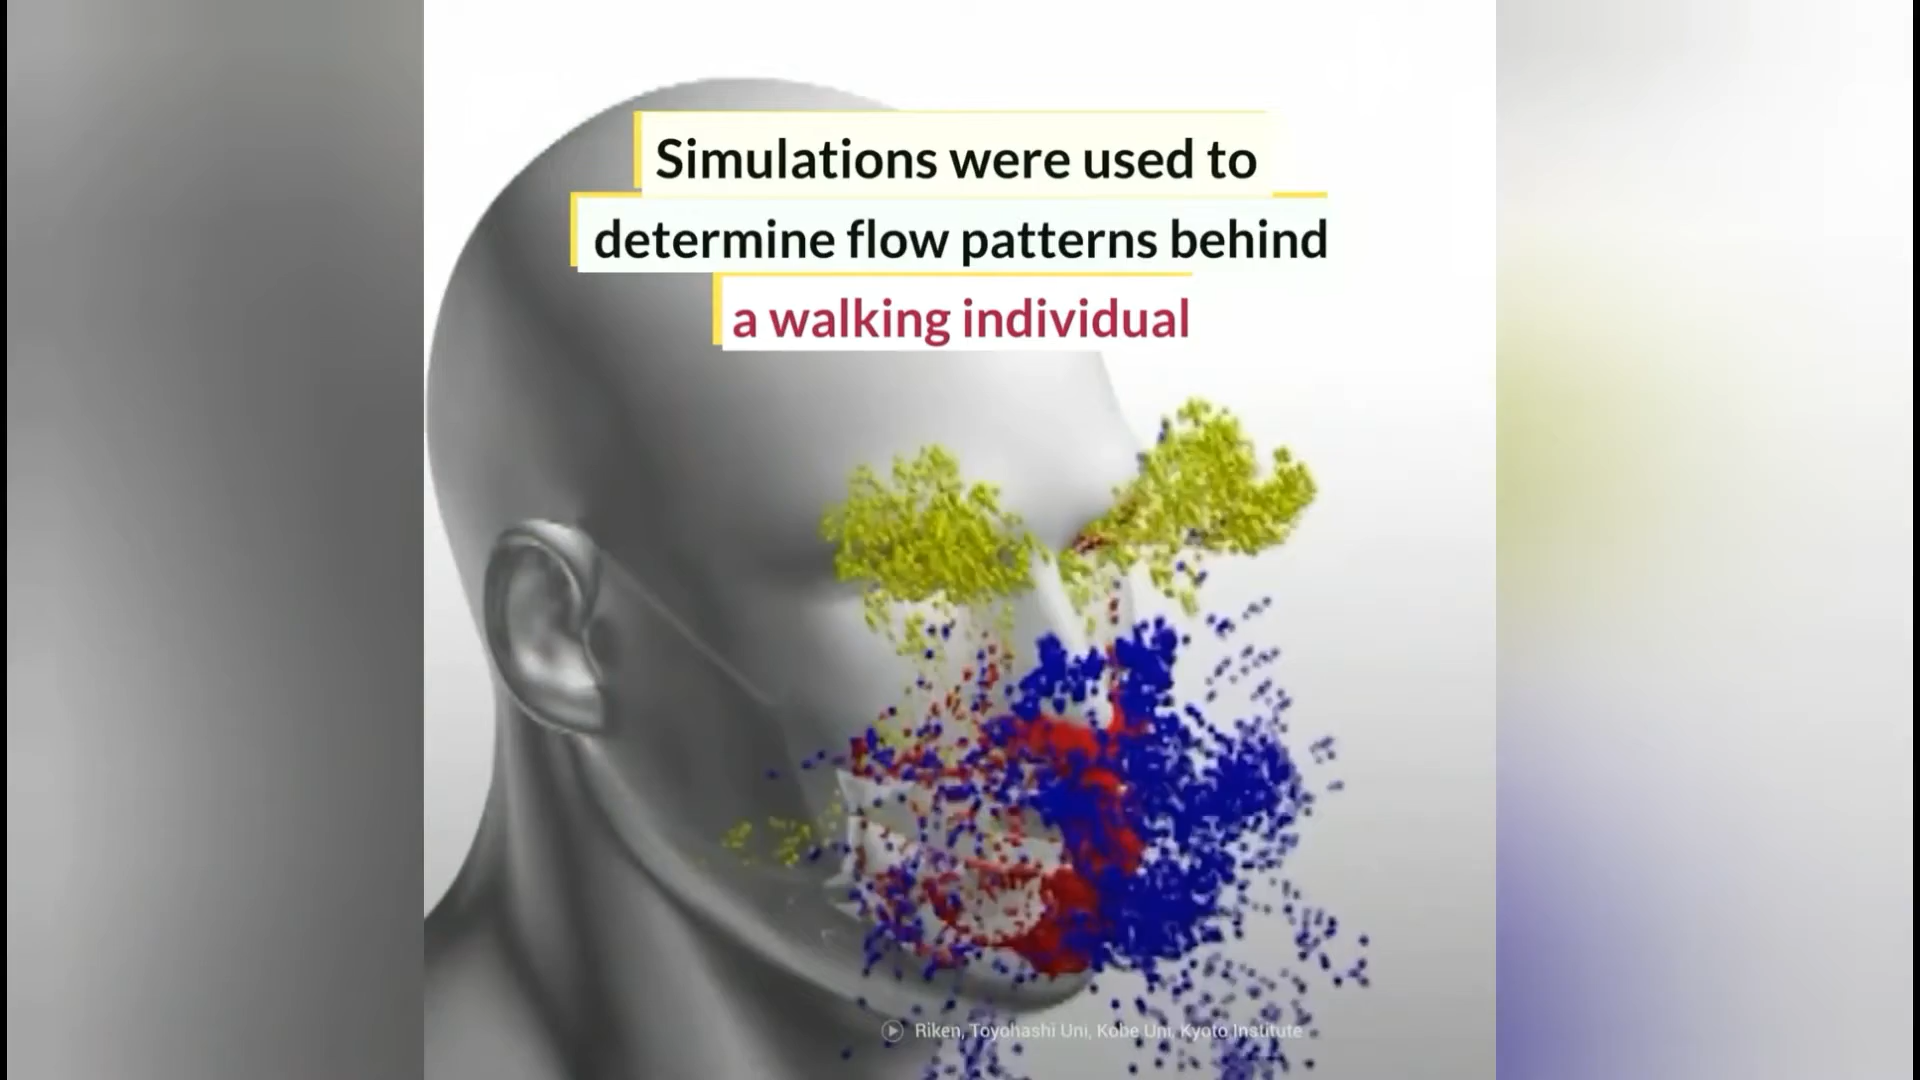 Simulations were used to
determine flow patterns behind
a walking individual
Riken, Toyohashi Uni, Kobe Uni, Kyoto Institute